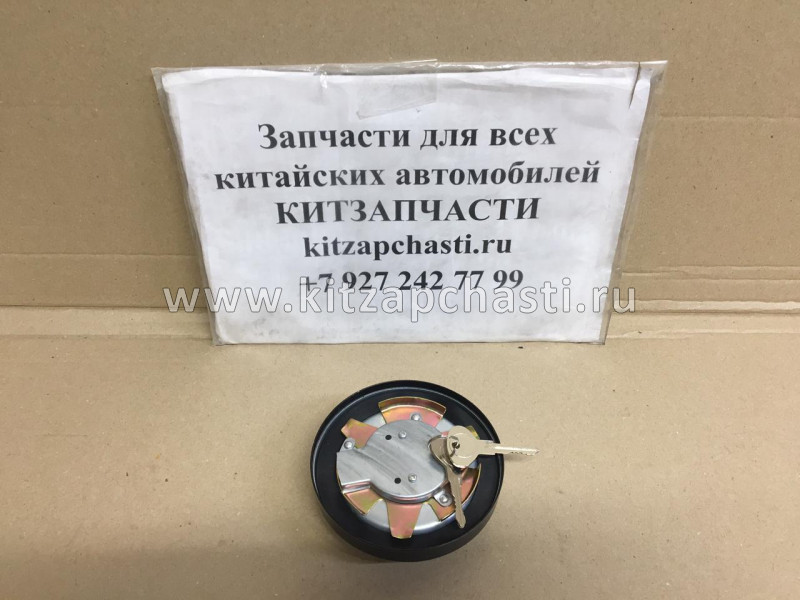 Запчасти для всех
китайских автомобилей
КИТЗАПЧАСТИ
kitzapchasti.ru
+7 927 242 77 99
www.kitzapchasti.ru